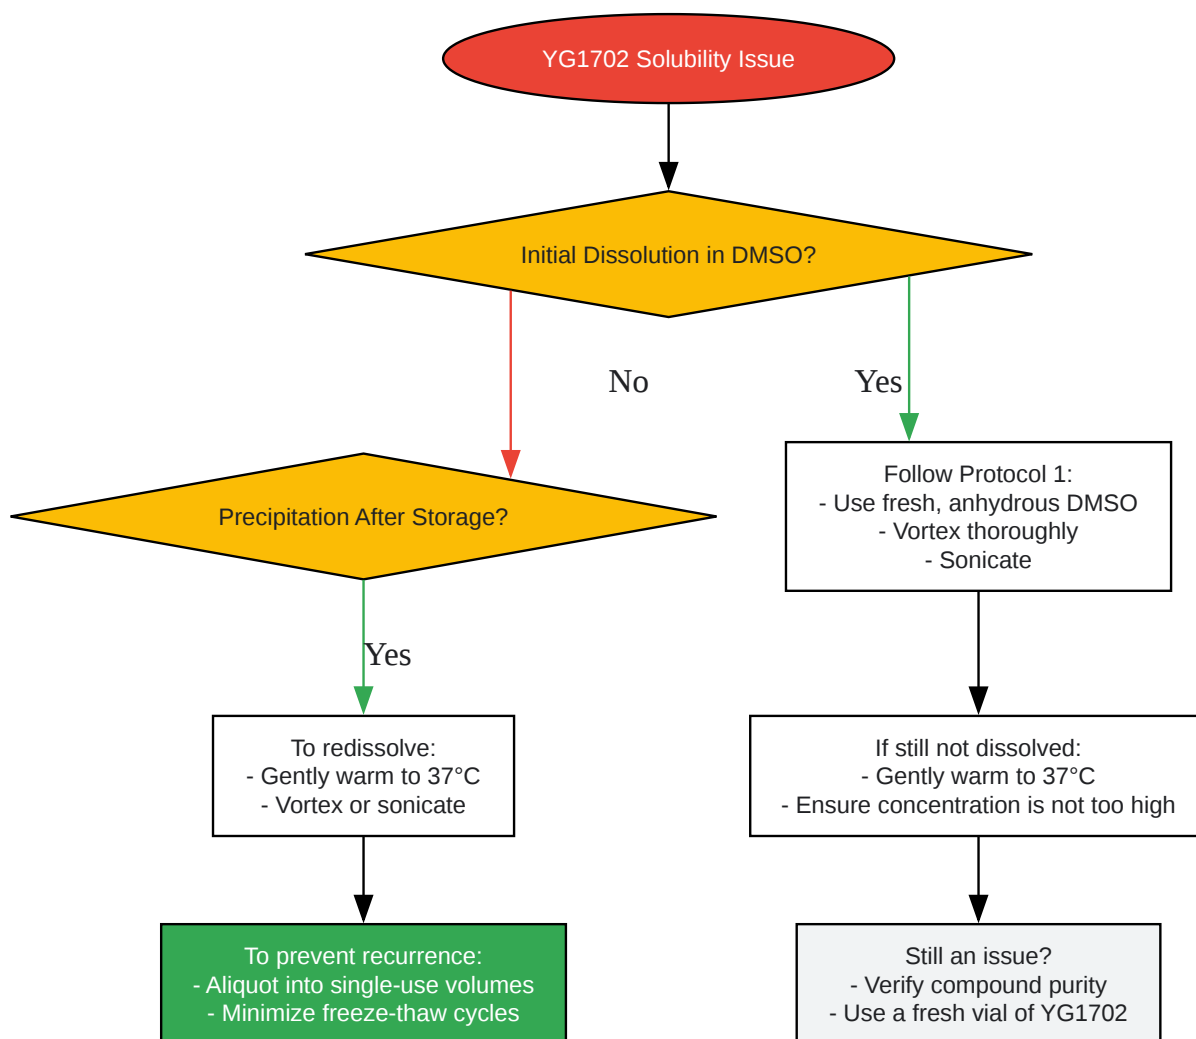 YG1702 Solubility Issue
Initial Dissolution in DMSO?
No
Yes
Follow Protocol 1:
- Use fresh, anhydrous DMSO
- Vortex thoroughly
- Sonicate
Precipitation After Storage?
Yes
To redissolve:
- Gently warm to 37°C
- Vortex or sonicate
If still not dissolved:
- Gently warm to 37°C
- Ensure concentration is not too high
To prevent recurrence:
- Aliquot into single-use volumes
- Minimize freeze-thaw cycles
Still an issue?
- Verify compound purity
- Use a fresh vial of YG1702